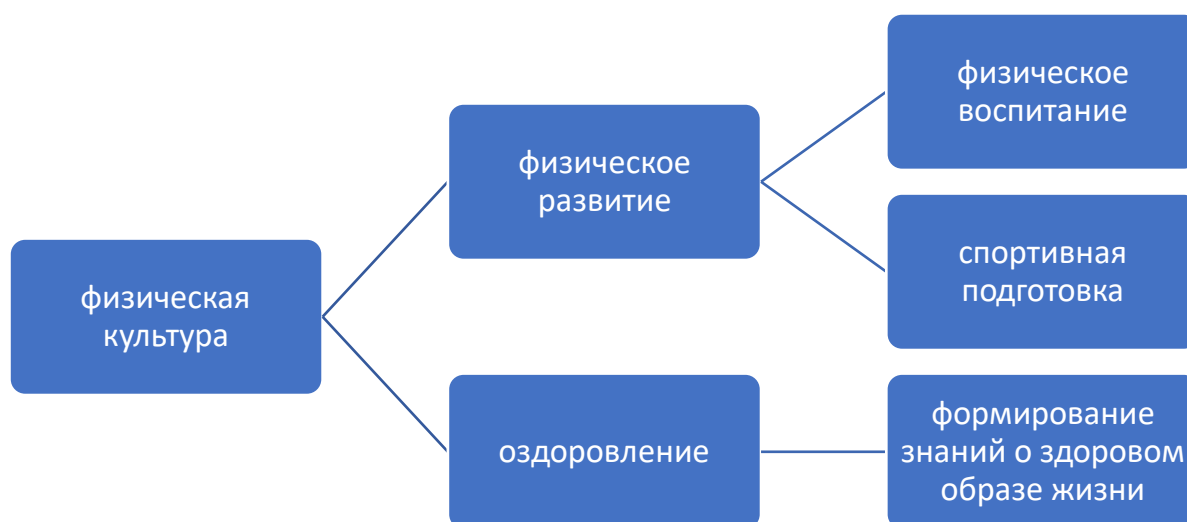 физическая
культура
физическое
развитие
физическое
воспитание
спортивная
подготовка
оздоровление
формирование
знаний о здоровом
образе жизни